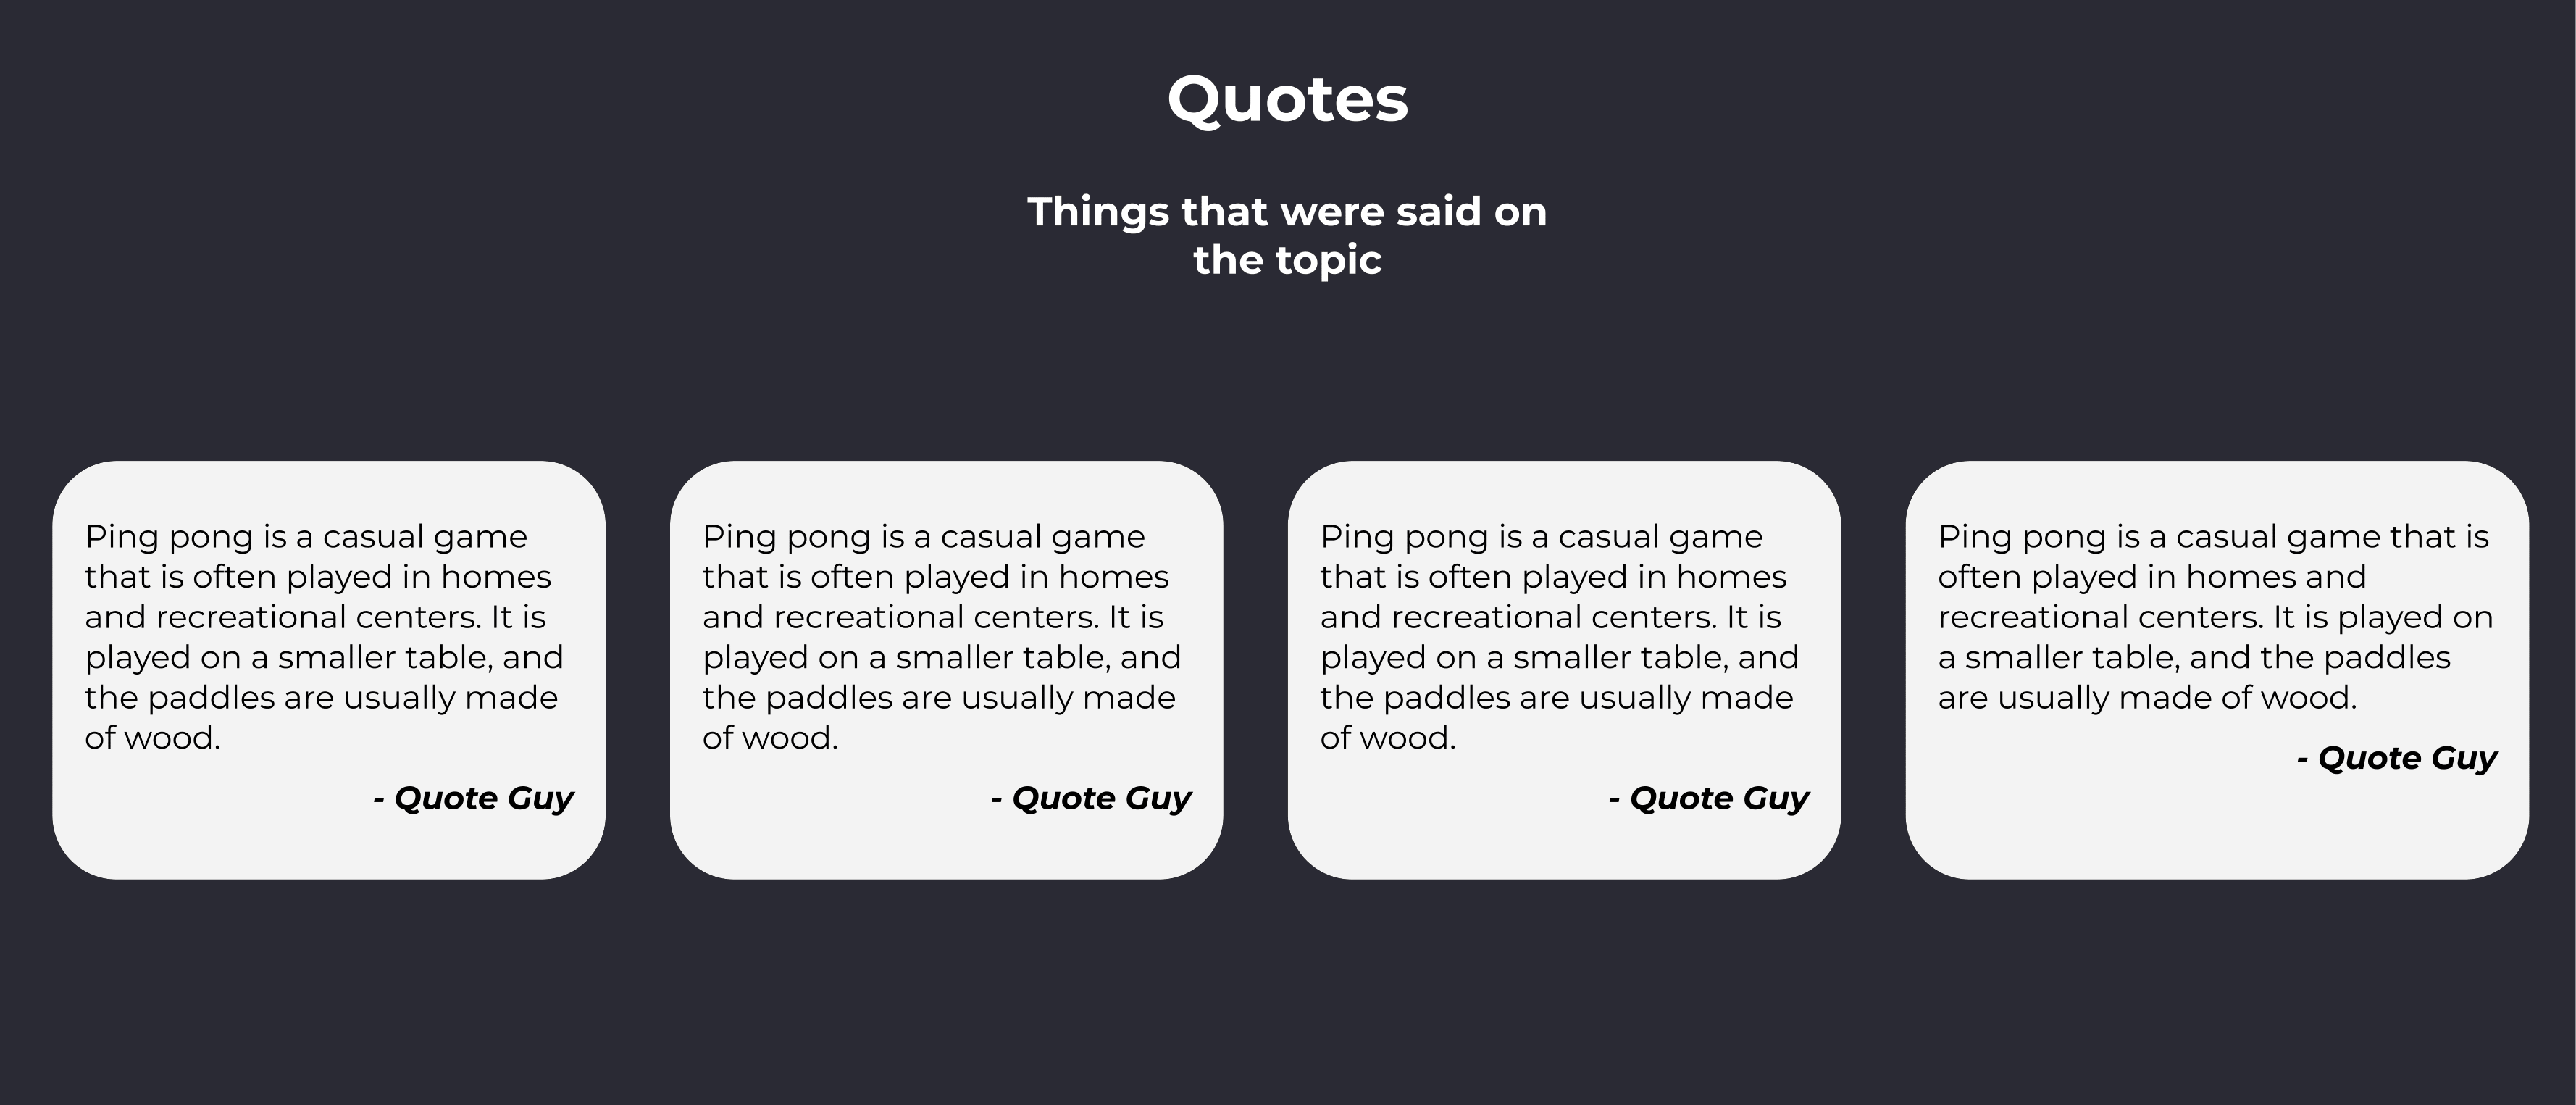 Quotes
Things that were said on
the topic
Ping pong is a casual game
that is often played in homes
and recreational centers. It is
played on a smaller table, and
the paddles are usually made
of wood.
- Quote Guy
Ping pong is a casual game
that is often played in homes
and recreational centers. It is
played on a smaller table, and
the paddles are usually made
of wood.
- Quote Guy
Ping pong is a casual game
that is often played in homes
and recreational centers. It is
played on a smaller table, and
the paddles are usually made
of wood.
- Quote Guy
Ping pong is a casual game that is
often played in homes and
recreational centers. It is played on
a smaller table, and the paddles
are usually made of wood.
- Quote Guy